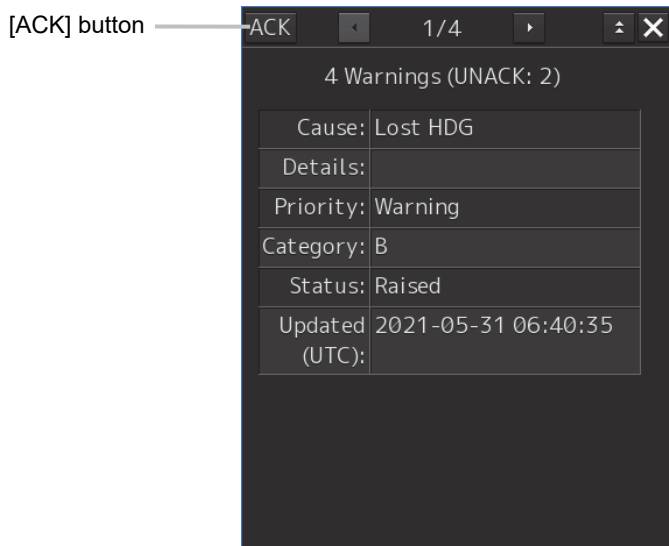 [ACK] button
ACK 1/4
4 Warnings (UNACK: 2)
Cause: Lost HDG
Details:
Priority: Warning
Category: B
Status: Raised
Updated 2021-05-31 06:40:35
(UTC):